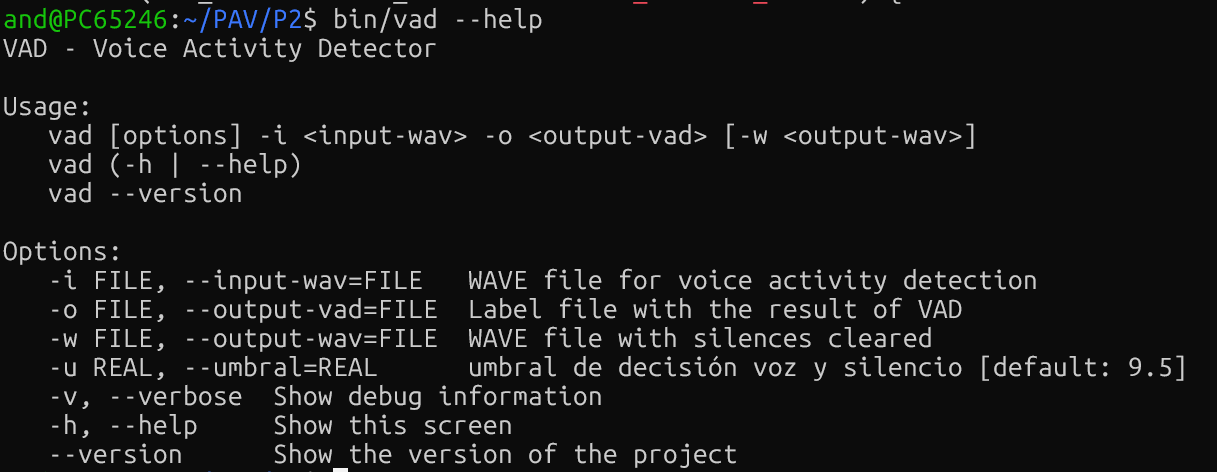 and@PC65246:~/PAV/P2$ bin/vad --help
VAD - Voice Activity Detector

Usage:
   vad [options] -i <input-wav> -o <output-vad> [-w <output-wav>]
   vad (-h | --help)
   vad --version

Options:
   -i FILE, --input-wav=FILE   WAVE file for voice activity detection
   -o FILE, --output-vad=FILE  Label file with the result of VAD
   -w FILE, --output-wav=FILE  WAVE file with silences cleared
   -u REAL, --umbral=REAL      umbral de decisión voz y silencio [default: 9.5]
   -v, --verbose  Show debug information
   -h, --help     Show this screen
   --version      Show the version of the project